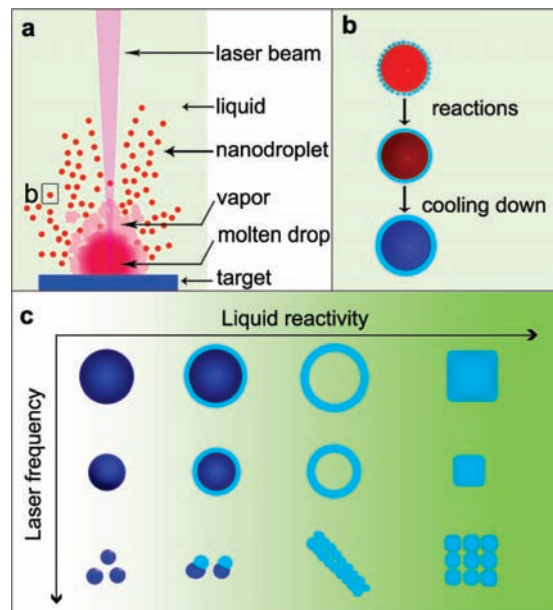 a
laser beam
liquid
nanodroplet
b
vapor
molten drop
target
b
reactions
cooling down
c
Liquid reactivity
Laser frequency